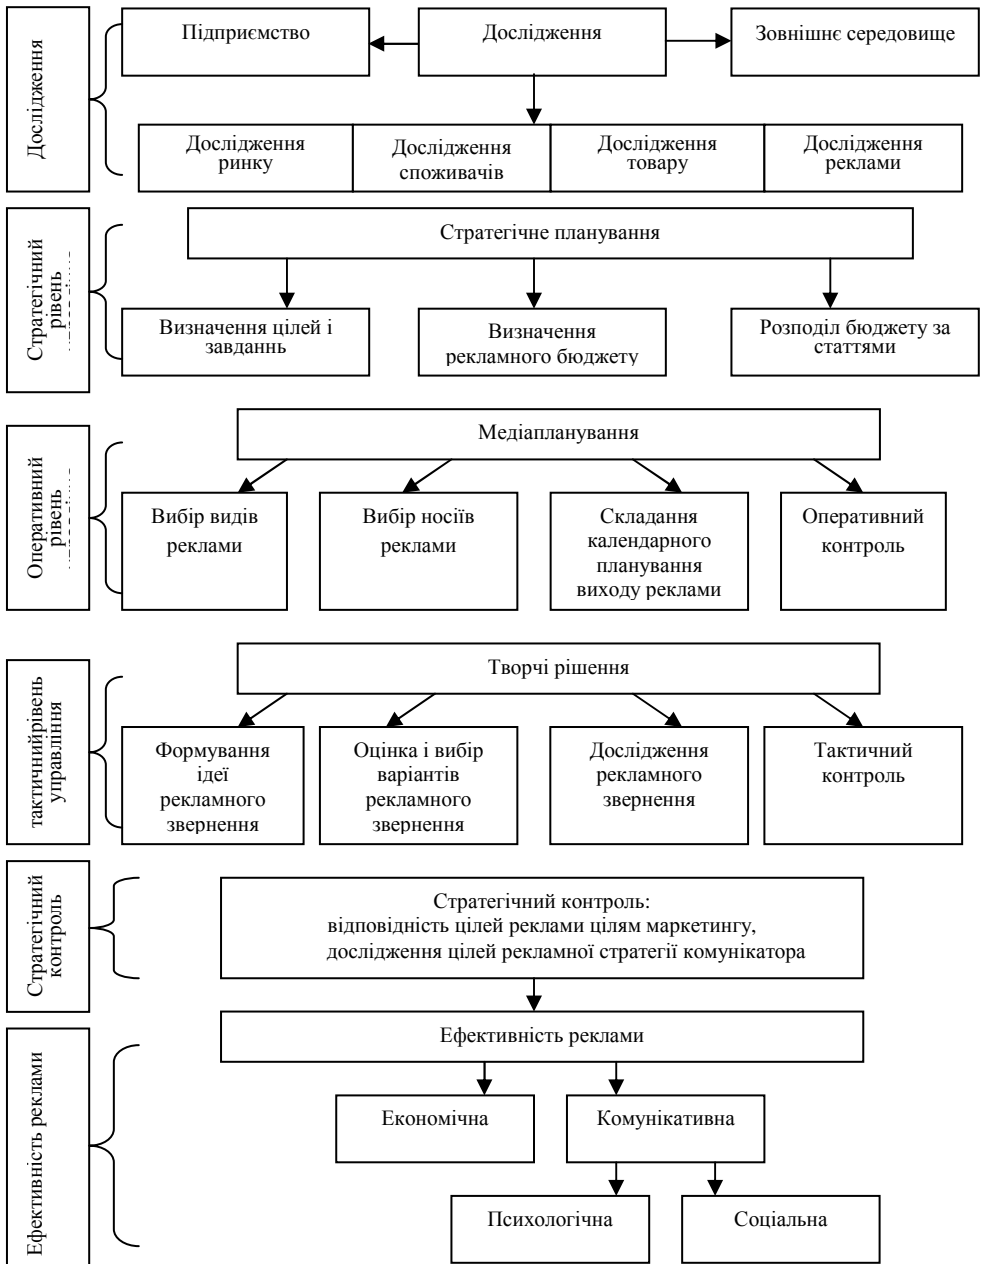 Дослідження
Підприємство
Дослідження
Зовнішнє середовище
Дослідження
ринку
Дослідження
споживачів
Дослідження
товару
Дослідження
реклами
Стратегічний
рівень
Стратегічне планування
Визначення цілей і
завданнь
Визначення
рекламного бюджету
Розподіл бюджету за
статтями
Оперативний
рівень
Медіапланування
Вибір видів
реклами
Вибір носіїв
реклами
Складання
календарного
планування
виходу реклами
Оперативний
контроль
тактичнийрівень
управління
Творчі рішення
Формування
ідеї
рекламного
звернення
Оцінка і вибір
варіантів
рекламного
звернення
Дослідження
рекламного
звернення
Тактичний
контроль
Стратегічний
контроль
Стратегічний контроль:
відповідність цілей реклами цілям маркетингу,
дослідження цілей рекламної стратегії комунікатора
Ефективність реклами
Ефективність реклами
Економічна
Комунікативна
Психологічна
Соціальна